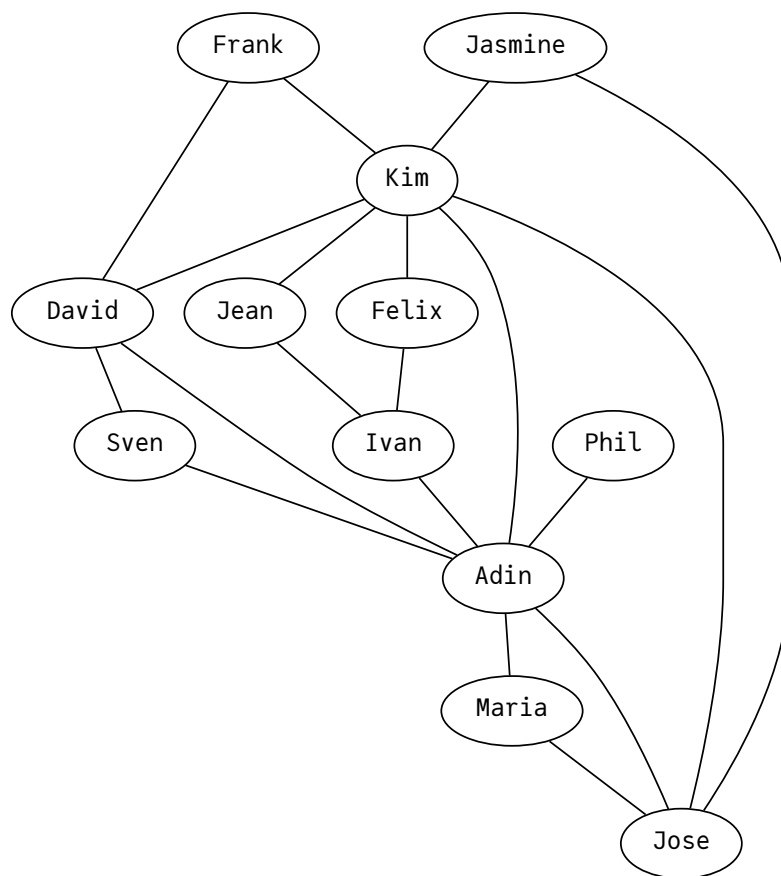 Frank
Jasmine
Kim
David
Jean
Felix
Sven
Ivan
Phil
Adin
Maria
Jose